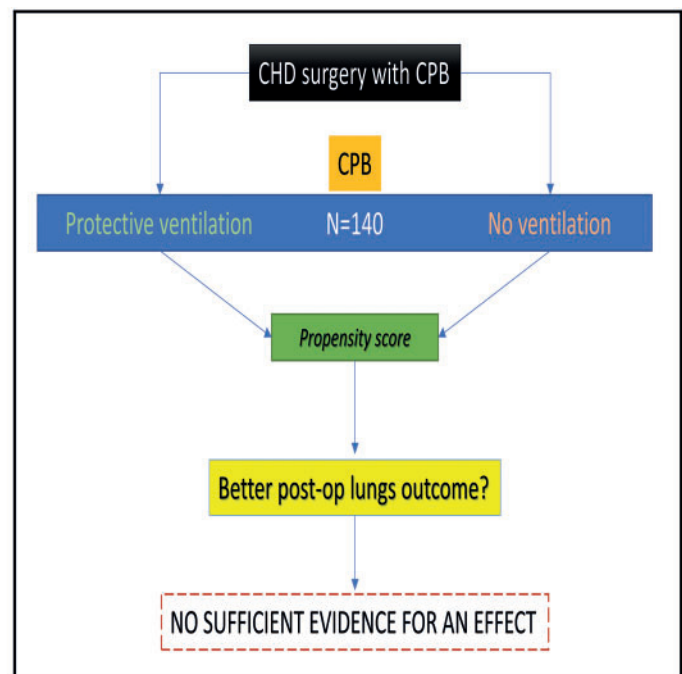 CHD surgery with CPB
CPB
Protective ventilation N=140 No ventilation
Propensity score
Better post-op lungs outcome?
NO SUFFICIENT EVIDENCE FOR AN EFFECT